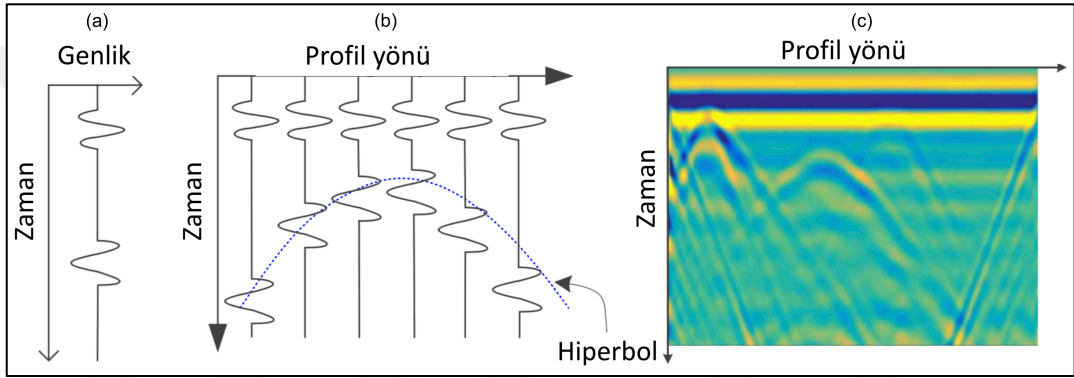 (a)
Genlik
Zaman
(b)
Profil yönü
Zaman
Hiperbol
(c)
Profil yönü
Zaman